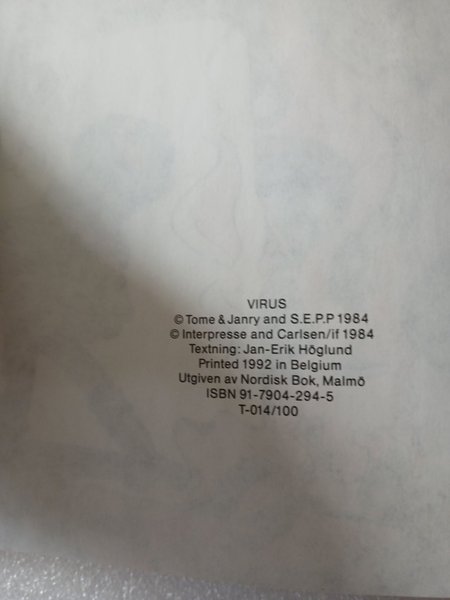 VIRUS
© Tome & Janry and S.E.P.P 1984
© Interpresse and Carlsen/if 1984
Textning: Jan-Erik Höglund
Printed 1992 in Belgium
Utgiven av Nordisk Bok, Malmö
ISBN 91-7904-294-5
T-014/100